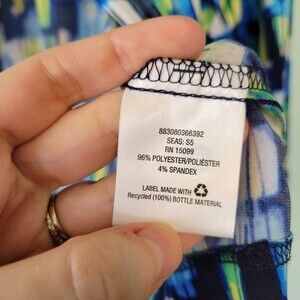 883080366392
SEAS: S5
RN 15099
96% POLYESTER/POLIÉSTER
4% SPANDEX
LABEL MADE WITH
Recycled (100%) BOTTLE MATERIAL